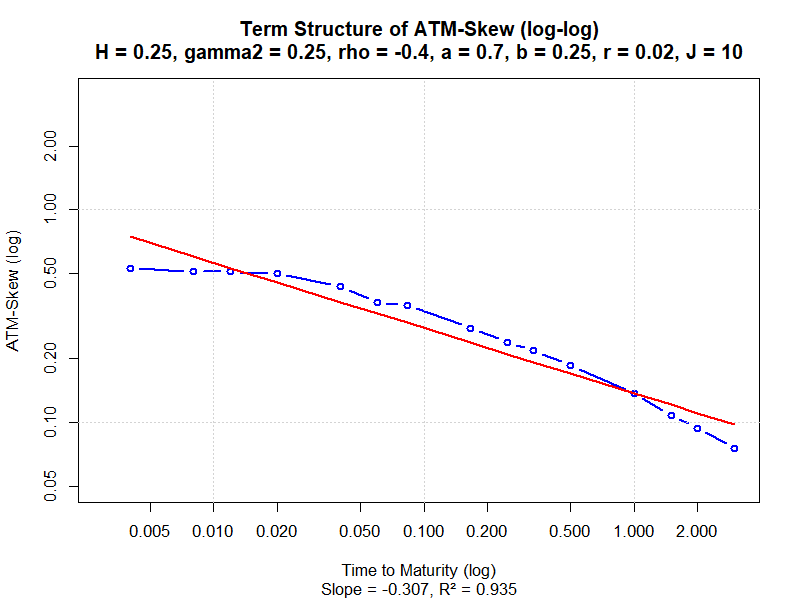 Term Structure of ATM-Skew (log-log)
H = 0.25, gamma2 = 0.25, rho = -0.4, a = 0.7, b = 0.25, r = 0.02, J = 10
ATM-Skew (log)
2.00
1.00
0.50
0.20
0.10
0.05
0.005 0.010 0.020 0.050 0.100 0.200 0.500 1.000 2.000
Time to Maturity (log)
Slope = -0.307, R² = 0.935